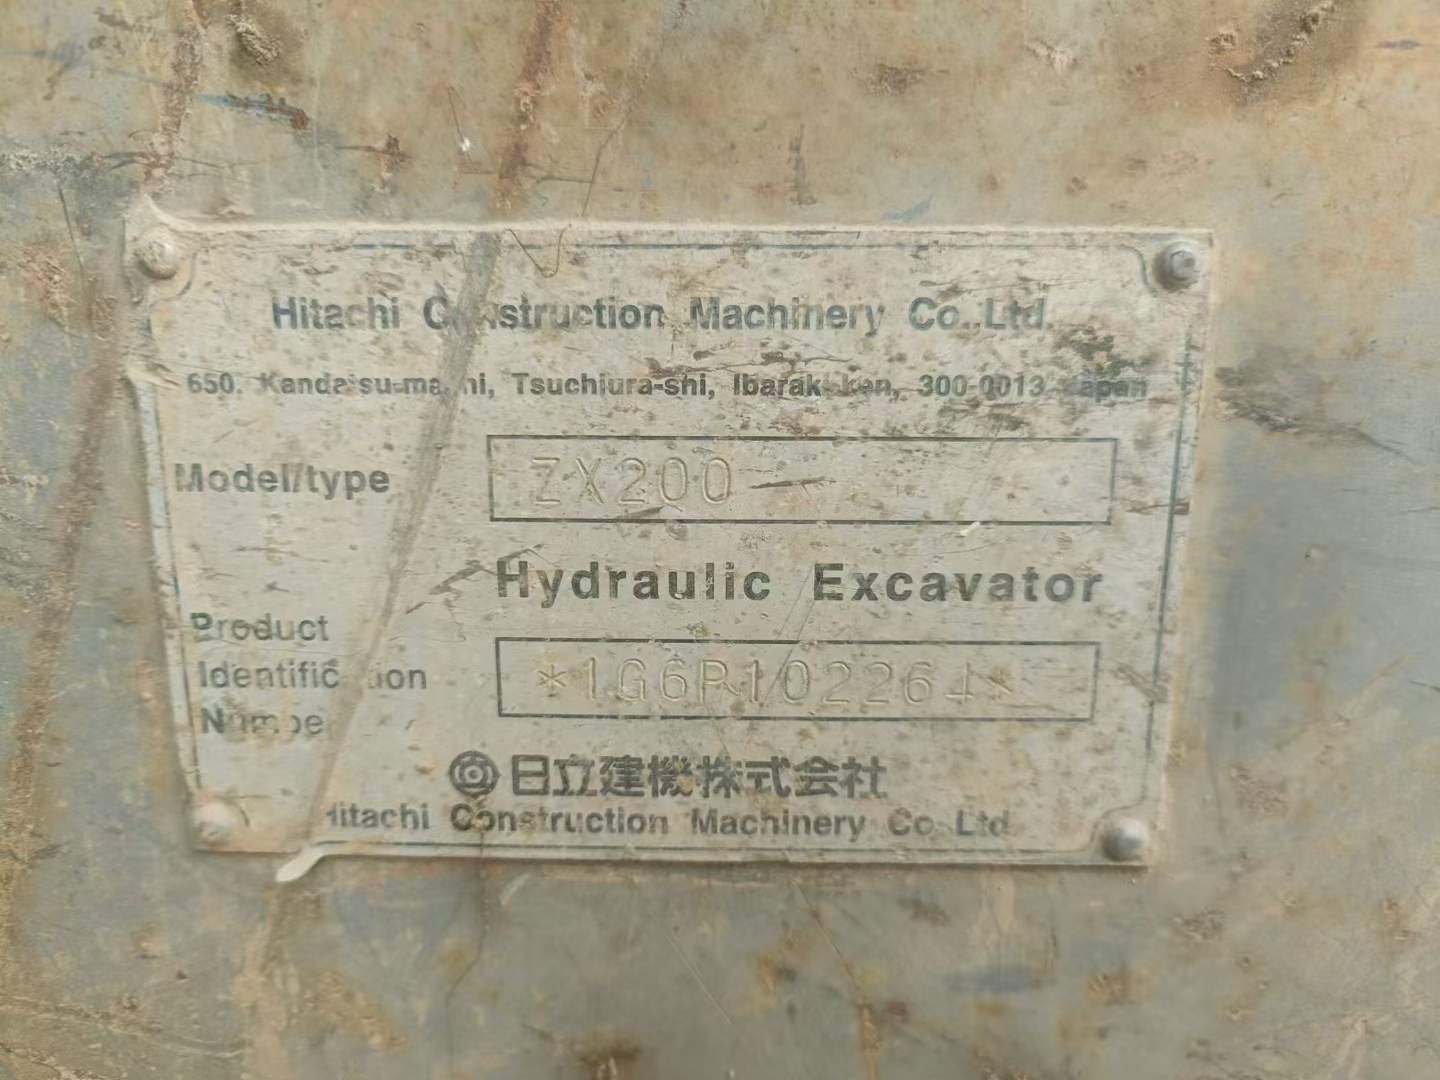 Hitachi Construction Machinery Co.,Ltd.
650, Kandatsu-machi, Tsuchiura-shi, Ibaraki-ken, 300-0013 Japan
Model/type ZX200
Hydraulic Excavator
Product
Identification
Number
*1G6P102264*
日立建機株式会社
Hitachi Construction Machinery Co.,Ltd.